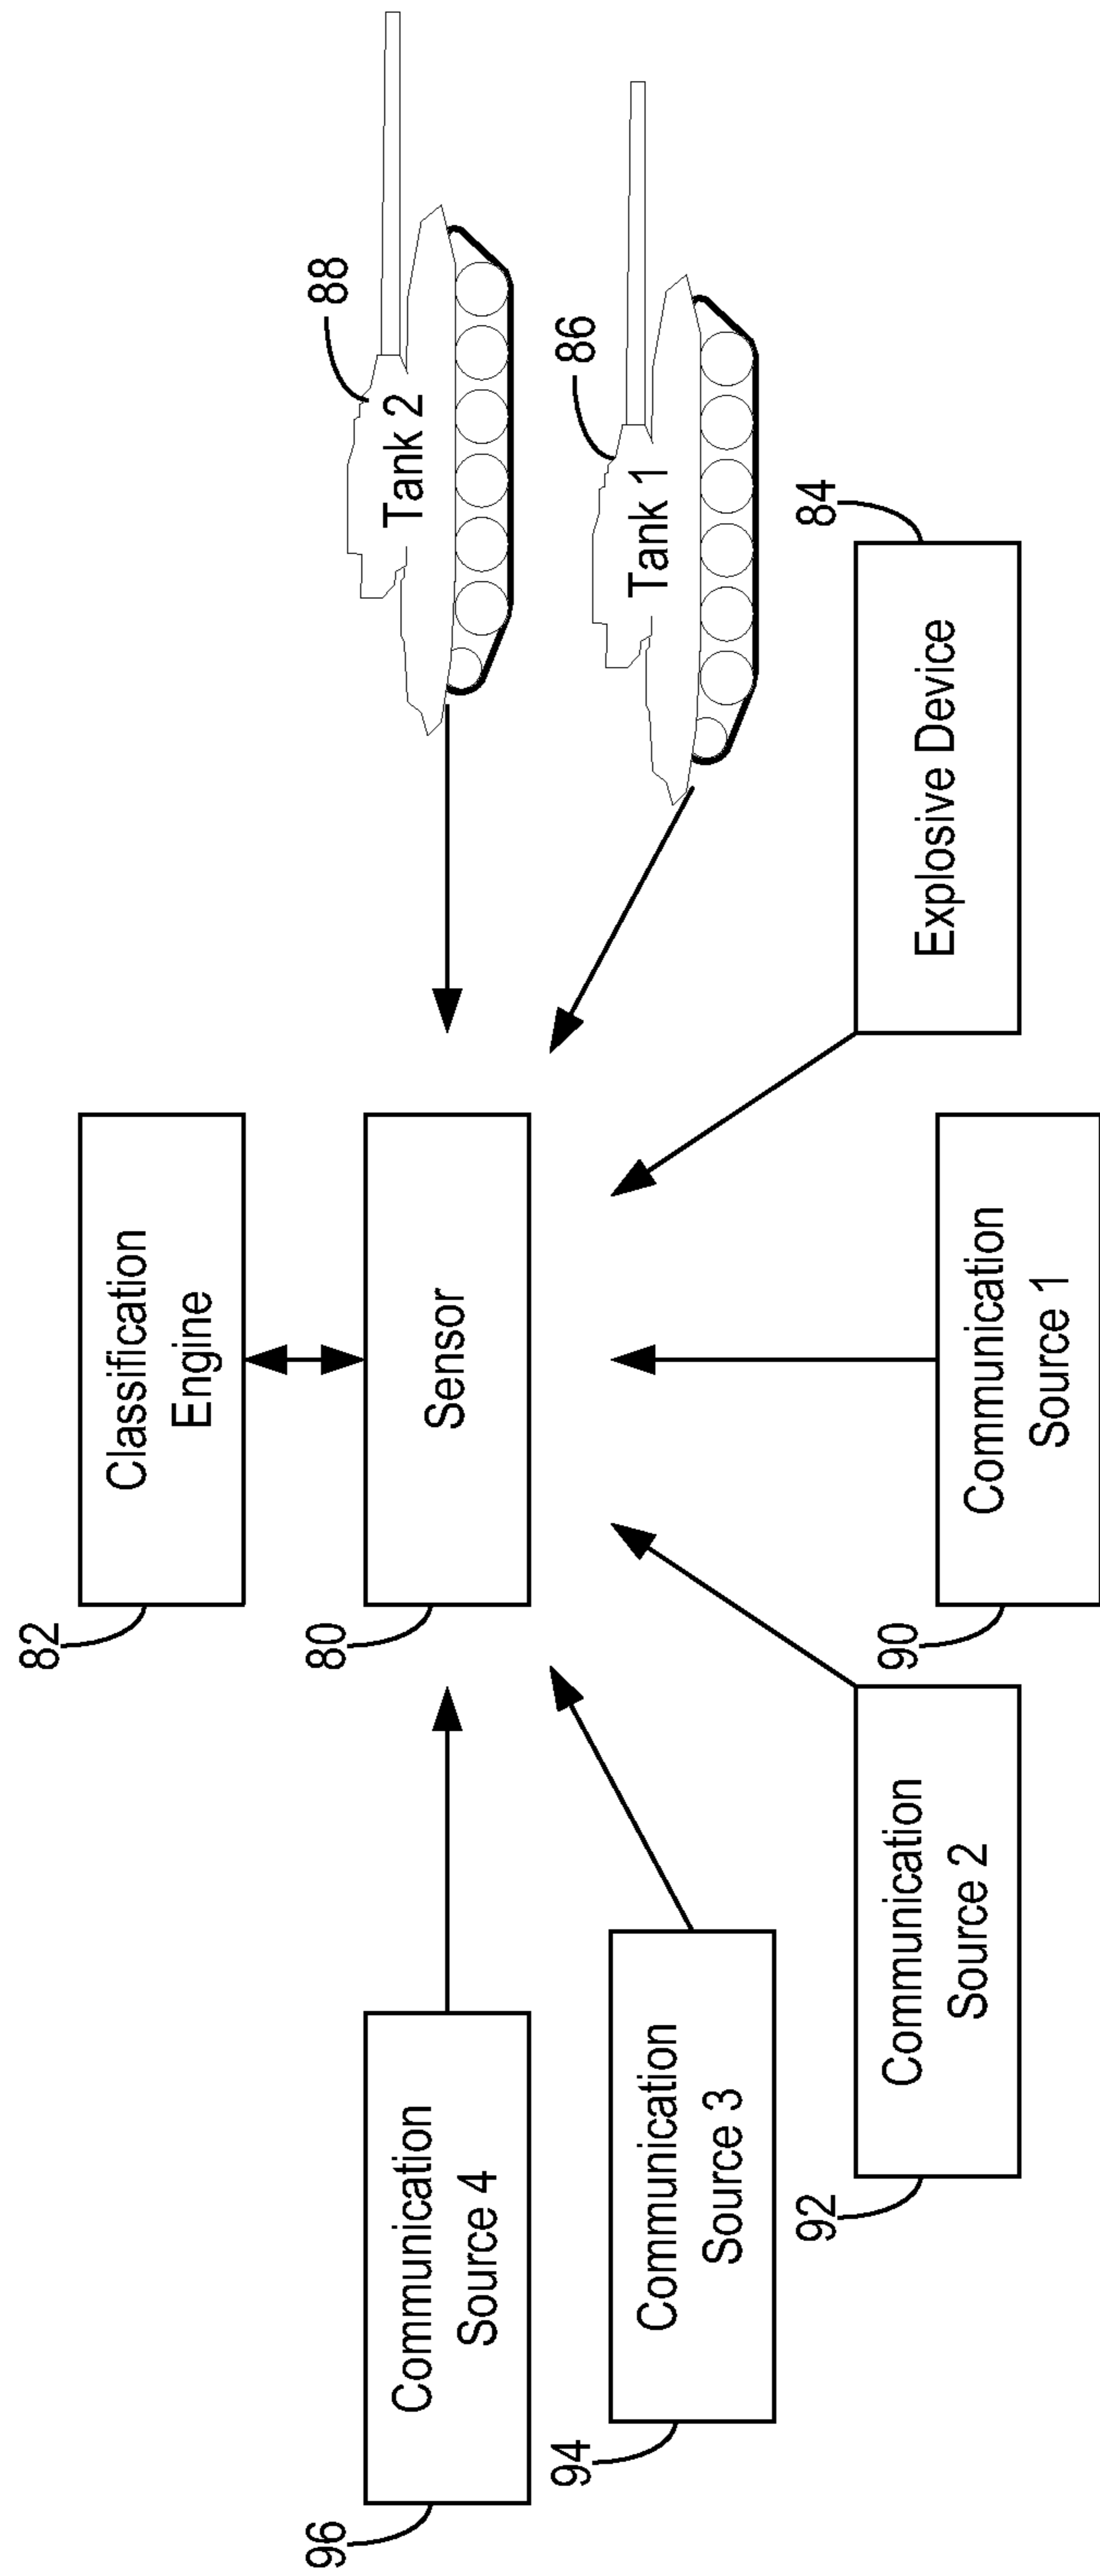 82
Classification
Engine
96
80
88
Communication
Source 4
Sensor
Tank 2
94
86
Communication
Source 3
Tank 1
92
90
84
Communication
Source 2
Explosive Device
Communication
Source 1